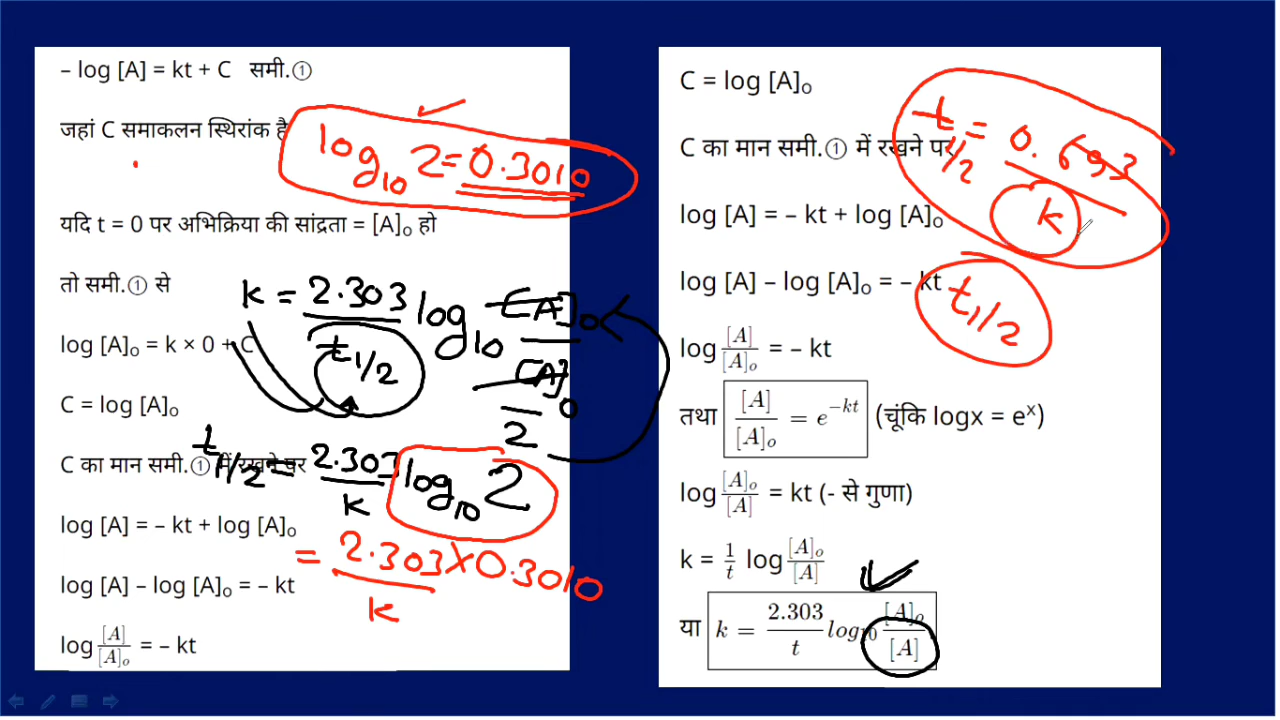 – log [A] = kt + C समी.①
जहां C समाकलन स्थिरांक है
log₁₀ 2 = 0.3010
यदि t = 0 पर अभिक्रिया की सांद्रता = [A]₀ हो
तो समी.① से
log [A]₀ = k × 0 + C
C = log [A]₀
C का मान समी.① में रखने पर
log [A] = – kt + log [A]₀
log [A] – log [A]₀ = – kt
log [A]/[A]₀ = – kt
k = 2.303/t₁/₂ log₁₀ [A]₀/[A]₀/2
t₁/₂ = 2.303/k log₁₀ 2
= 2.303 × 0.3010/k
C = log [A]₀
C का मान समी.① में रखने पर
log [A] = – kt + log [A]₀
log [A] – log [A]₀ = – kt
log [A]/[A]₀ = – kt
तथा [A]/[A]₀ = e⁻ᵏᵗ (चूंकि logx = eˣ)
log [A]₀/[A] = kt (- से गुणा)
k = 1/t log [A]₀/[A]
या k = 2.303/t log₁₀ [A]₀/[A]
t₁/₂ = 0.693/k
t₁/₂